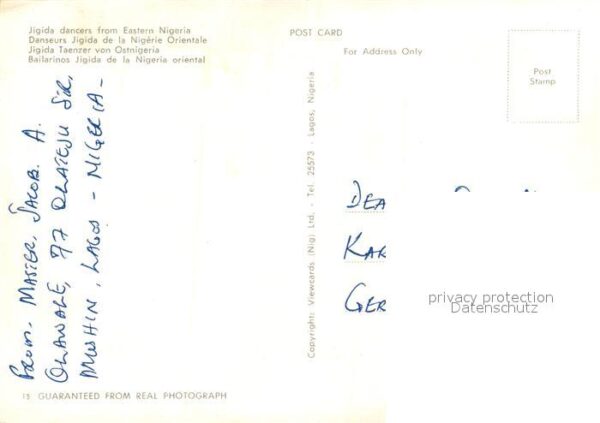 Jigida dancers from Eastern Nigeria
Danseurs Jigida de la Nigérie Orientale
Jigida Taenzer von Ostnigeria
Bailarinos Jigida de la Nigeria oriental
FROM. MASTER. JACOB. A.
OLAWALE, 77 OLATEJU STR,
MUSHIN, LAGOS - NIGERIA -
15 GUARANTEED FROM REAL PHOTOGRAPH
Copyright: Viewcards (Nig) Ltd. - Tel. 25573 - Lagos, Nigeria
POST CARD
For Address Only
Post
Stamp
DEA
KAR
GER
privacy protection
Datenschutz